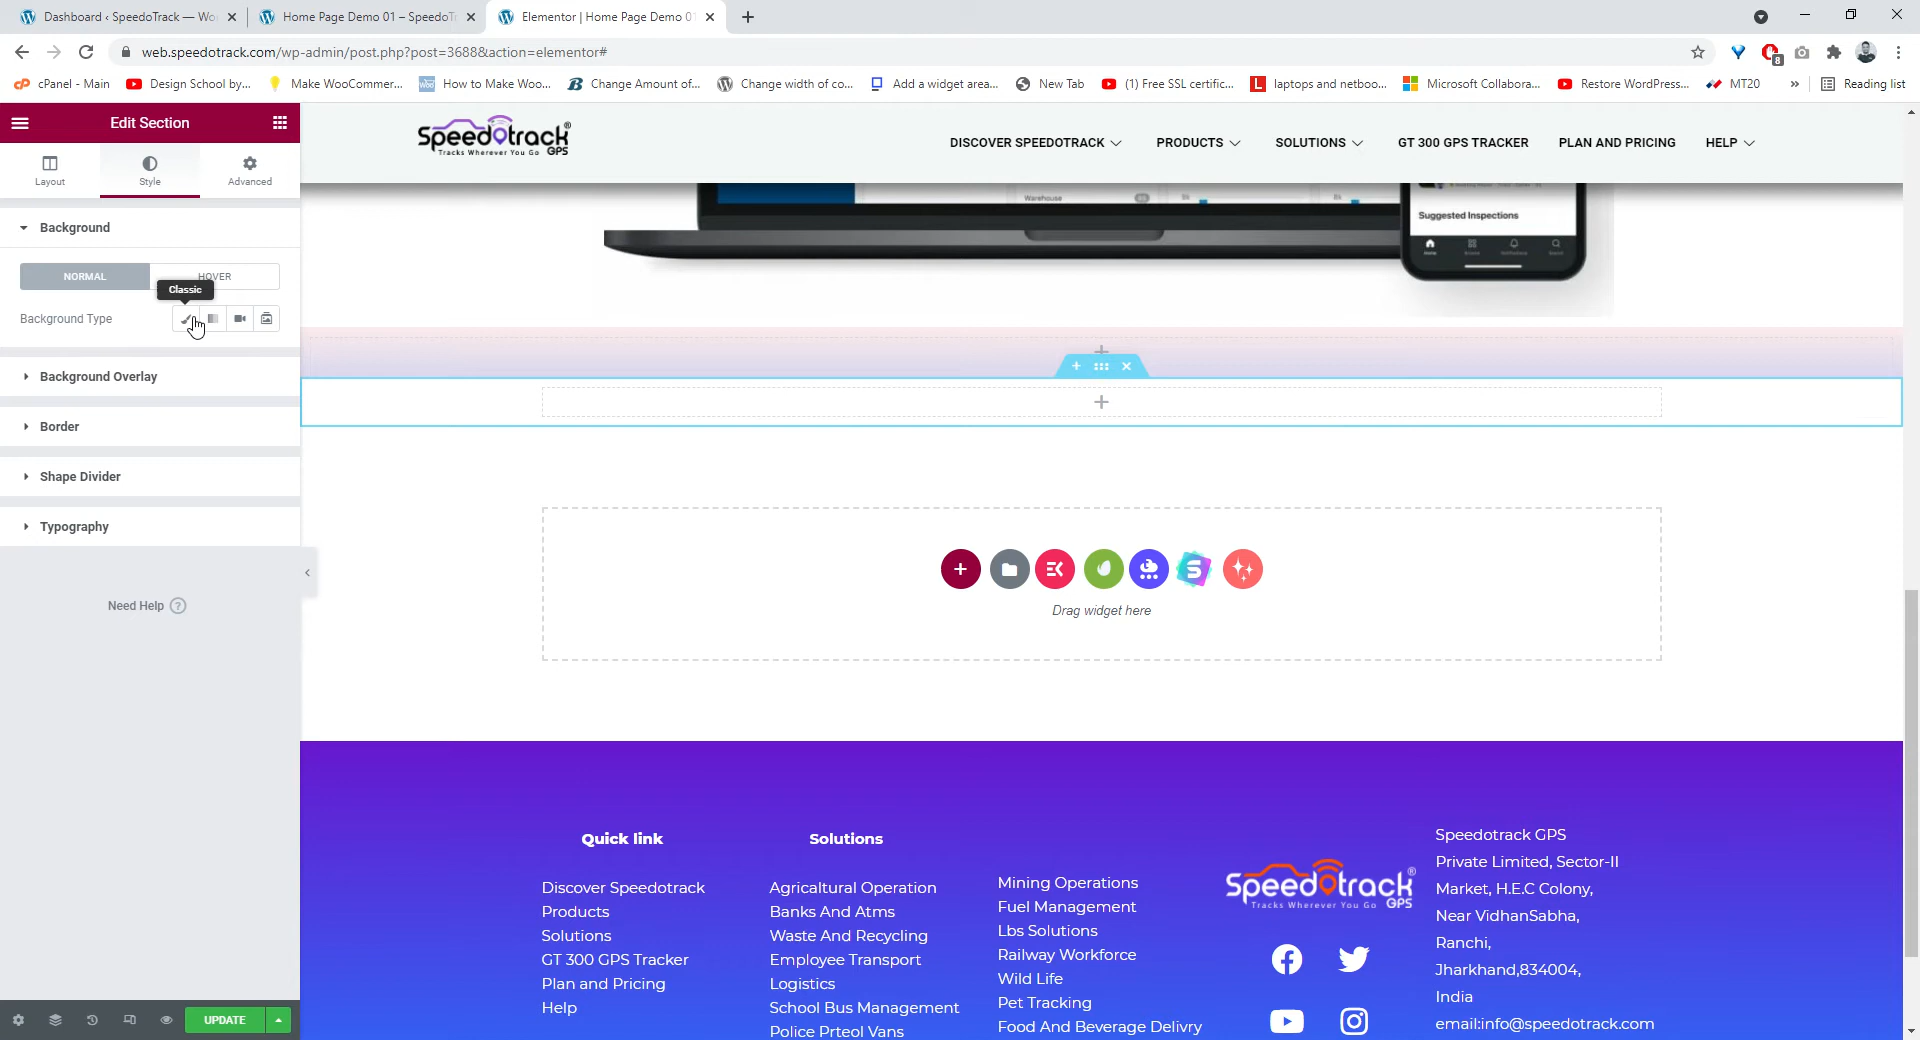 Dashboard ‹ SpeedoTrack — Wo
Home Page Demo 01 – SpeedoT
Elementor | Home Page Demo 01
web.speedotrack.com/wp-admin/post.php?post=3688&action=elementor#
8
cPanel - Main
Design School by...
Make WooCommer...
How to Make Woo...
Change Amount of...
Change width of co...
Add a widget area...
New Tab
(1) Free SSL certific...
laptops and netboo...
Microsoft Collabora...
Restore WordPress...
MT20
»
Reading list
Edit Section
Layout
Style
Advanced
Background
NORMAL
HOVER
Classic
Background Type
Background Overlay
Border
Shape Divider
Typography
Need Help ?
UPDATE
Speedotrack
GPS
Tracks Wherever You Go
DISCOVER SPEEDOTRACK
PRODUCTS
SOLUTIONS
GT 300 GPS TRACKER
PLAN AND PRICING
HELP
Warehouse
Suggested Inspections
Home
Drag widget here
Quick link
Discover Speedotrack
Products
Solutions
GT 300 GPS Tracker
Plan and Pricing
Help
Solutions
Agricaltural Operation
Banks And Atms
Waste And Recycling
Employee Transport
Logistics
School Bus Management
Police Prteol Vans
Mining Operations
Fuel Management
Lbs Solutions
Railway Workforce
Wild Life
Pet Tracking
Food And Beverage Delivry
Speedotrack
GPS
Tracks Wherever You Go
Speedotrack GPS
Private Limited, Sector-II
Market, H.E.C Colony,
Near VidhanSabha,
Ranchi,
Jharkhand,834004,
India
email:info@speedotrack.com